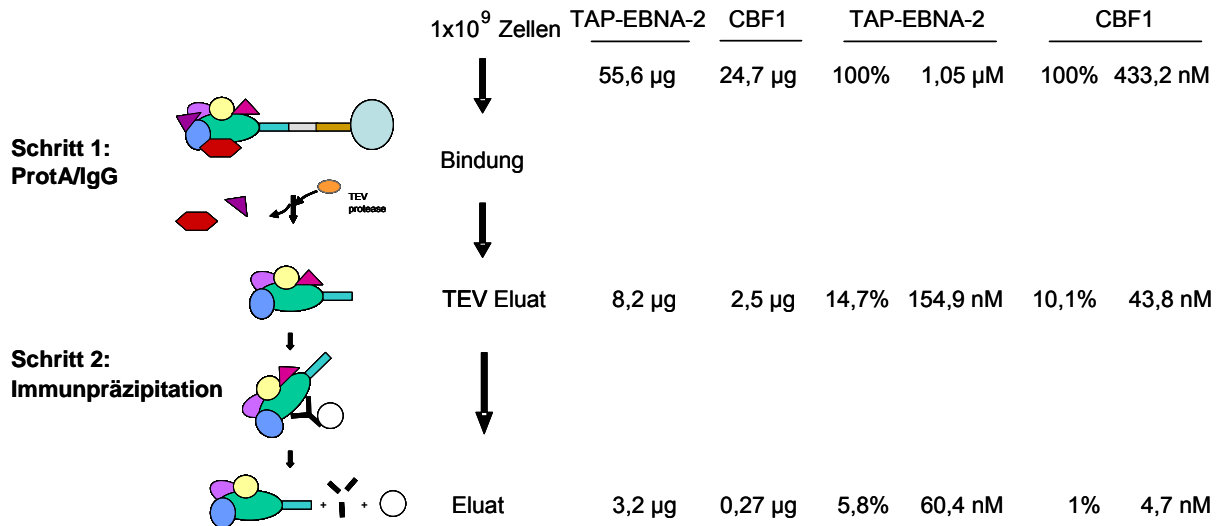 1x10⁹ Zellen TAP-EBNA-2 CBF1 TAP-EBNA-2 CBF1
55,6 µg 24,7 µg 100% 1,05 µM 100% 433,2 nM
Schritt 1:
ProtA/IgG
Bindung
TEV
protease
TEV Eluat 8,2 µg 2,5 µg 14,7% 154,9 nM 10,1% 43,8 nM
Schritt 2:
Immunpräzipitation
+ + Eluat 3,2 µg 0,27 µg 5,8% 60,4 nM 1% 4,7 nM